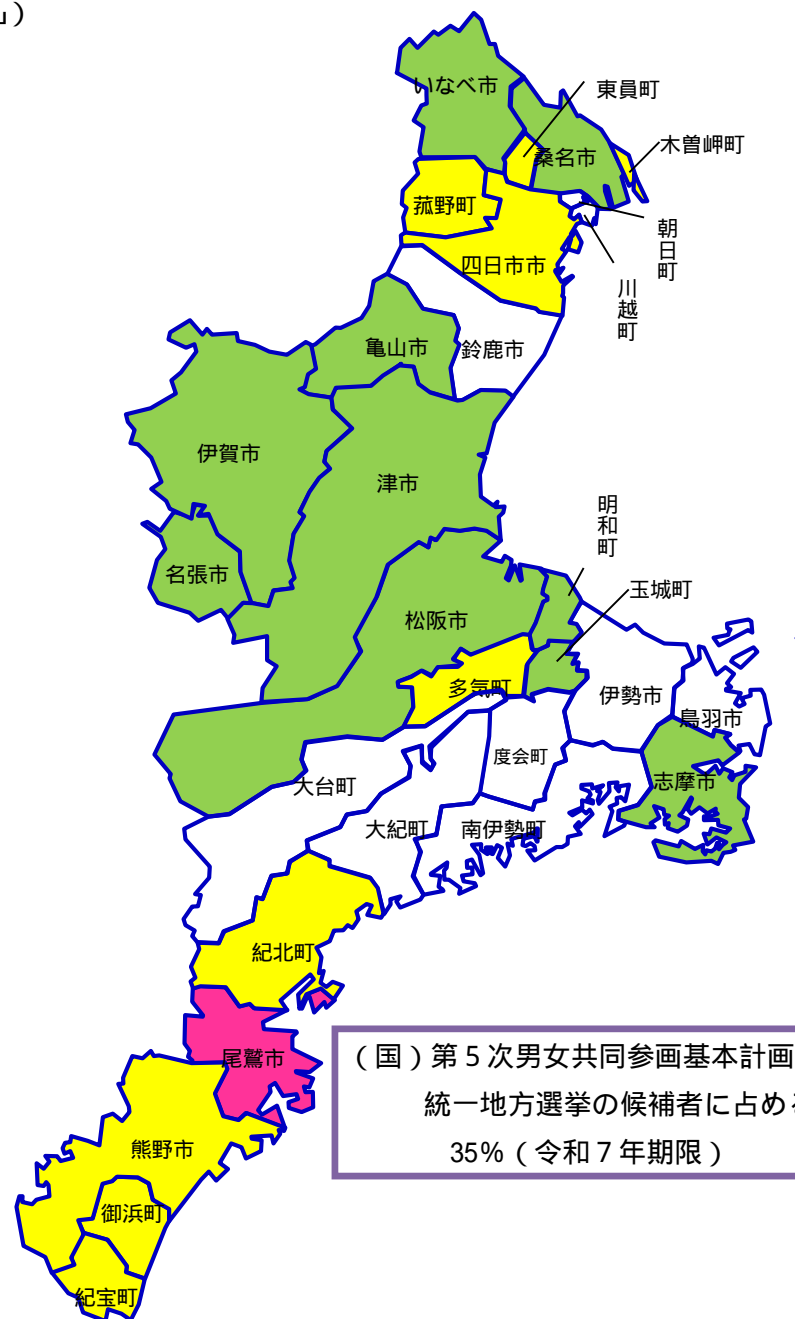 東員町
いなべ市
木曽岬町
桑名市
菰野町
朝日町
四日市市
川越町
亀山市
鈴鹿市
伊賀市
津市
明和町
名張市
玉城町
松阪市
多気町
伊勢市
鳥羽市
度会町
志摩市
大台町
大紀町
南伊勢町
紀北町
尾鷲市
（国）第５次男女共同参画基本計画
統一地方選挙の候補者に占める
35％（令和７年期限）
熊野市
御浜町
紀宝町